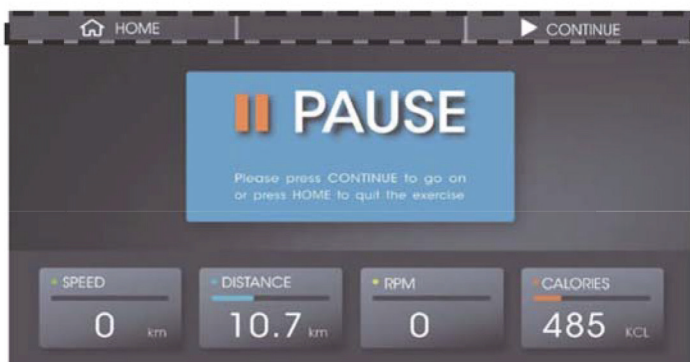 HOME
CONTINUE
PAUSE
Please press CONTINUE to go on
or press HOME to quit the exercise
SPEED
0 km
DISTANCE
10.7 km
RPM
0
CALORIES
485 KCL